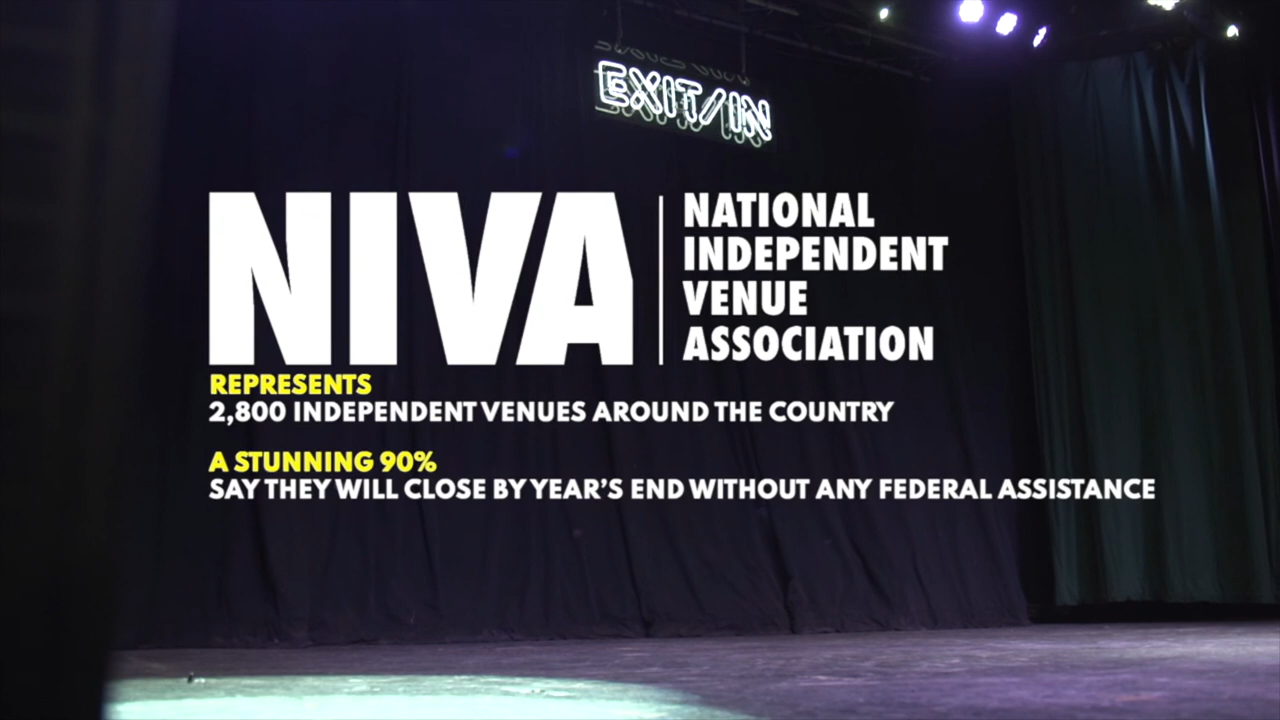 EXIT/IN
NIVA
NATIONAL
INDEPENDENT
VENUE
ASSOCIATION
REPRESENTS
2,800 INDEPENDENT VENUES AROUND THE COUNTRY
A STUNNING 90%
SAY THEY WILL CLOSE BY YEAR'S END WITHOUT ANY FEDERAL ASSISTANCE